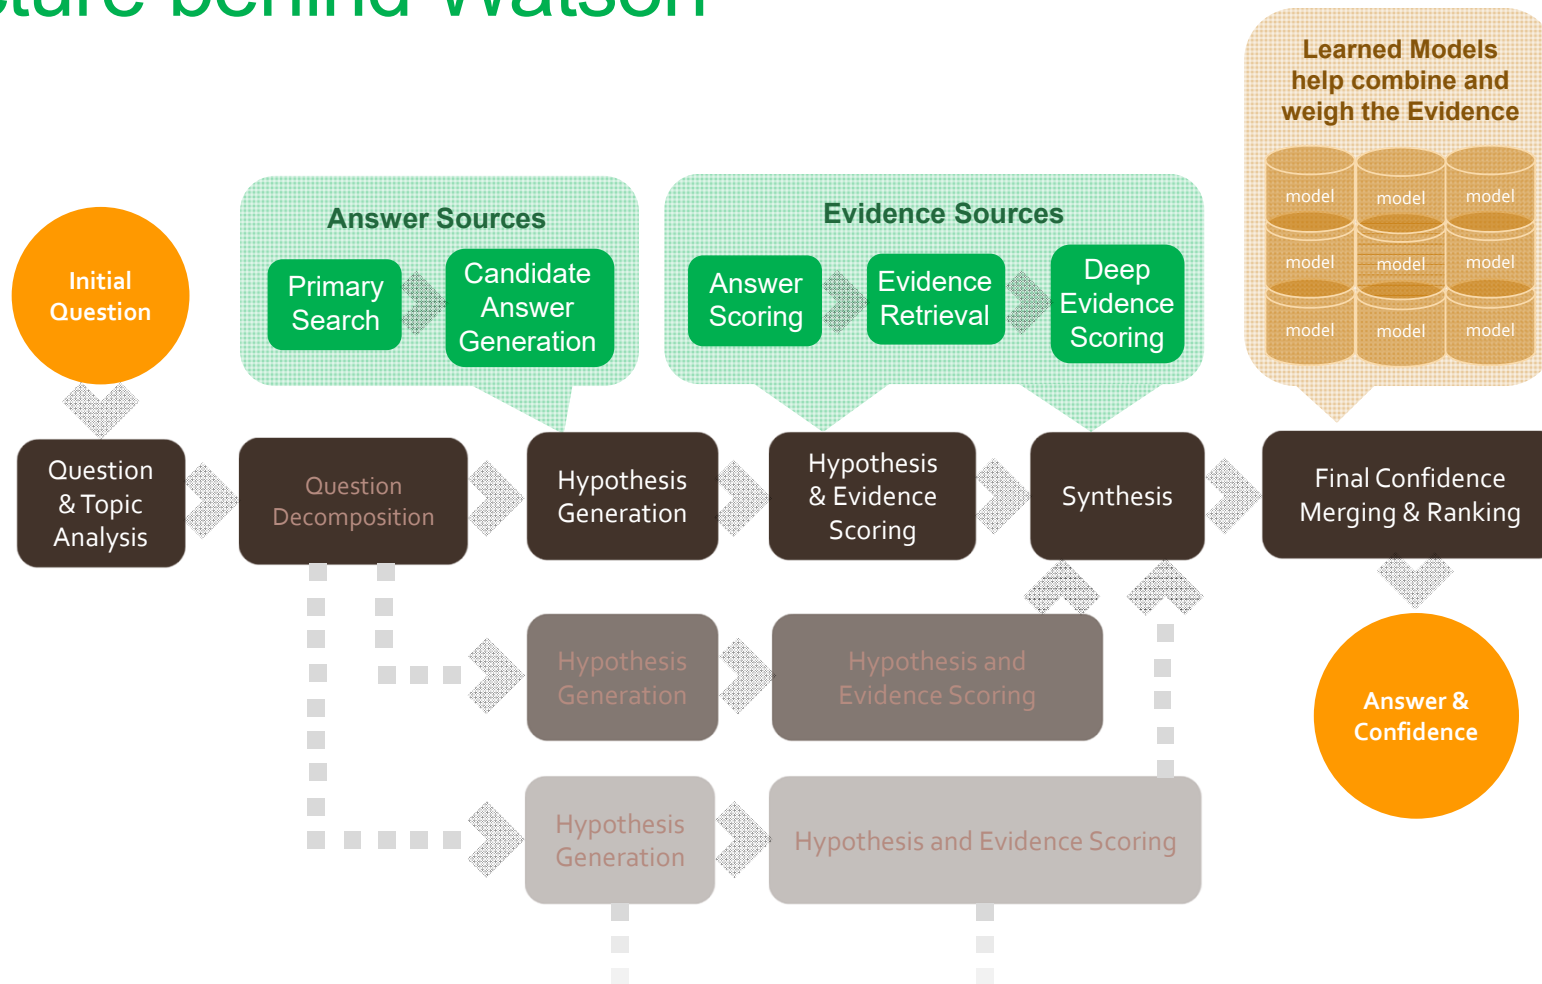 cture behind Watson
Learned Models
help combine and
weigh the Evidence
model
model
model
model
model
model
model
model
model
Answer Sources
Primary
Search
Candidate
Answer
Generation
Evidence Sources
Answer
Scoring
Evidence
Retrieval
Deep
Evidence
Scoring
Initial
Question
Question
& Topic
Analysis
Question
Decomposition
Hypothesis
Generation
Hypothesis
& Evidence
Scoring
Synthesis
Final Confidence
Merging & Ranking
Hypothesis
Generation
Hypothesis and
Evidence Scoring
Answer &
Confidence
Hypothesis
Generation
Hypothesis and Evidence Scoring